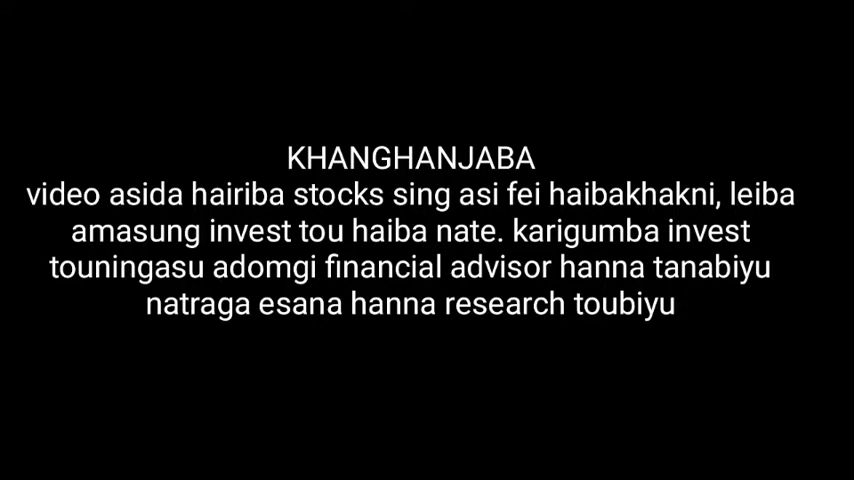 KHANGHANJABA
video asida hairiba stocks sing asi fei haibakhakni, leiba
amasung invest tou haiba nate. karigumba invest
touningasu adomgi financial advisor hanna tanabiyu
natraga esana hanna research toubiyu